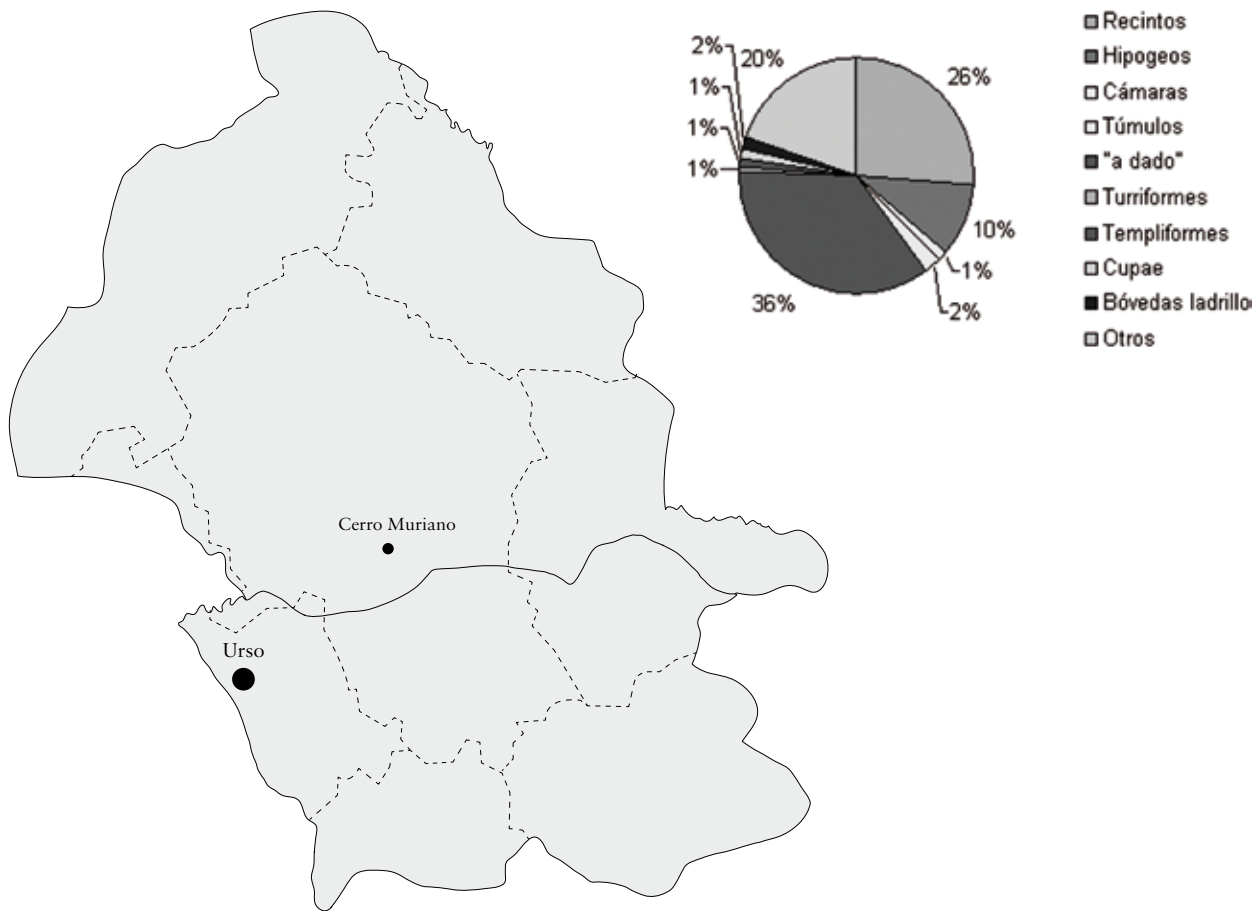 2%
20%
26%
1%
1%
1%
10%
1%
2%
36%
Recintos
Hipogeos
Cámaras
Túmulos
"a dado"
Turriformes
Templiformes
Cupae
Bóvedas ladrillo
Otros
Cerro Muriano
Urso